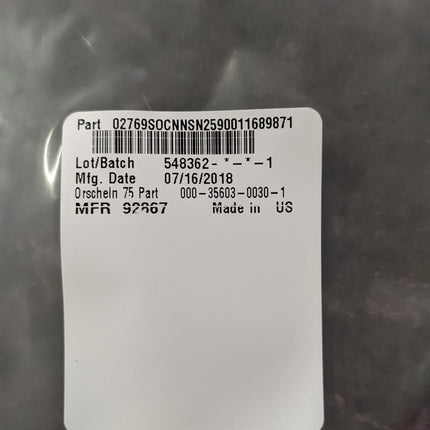 Part 02769SOCNNSN2590011689871
Lot/Batch 548362-*-*-1
Mfg. Date 07/16/2018
Orscheln 75 Part 000-35603-0030-1
MFR 92867 Made in US